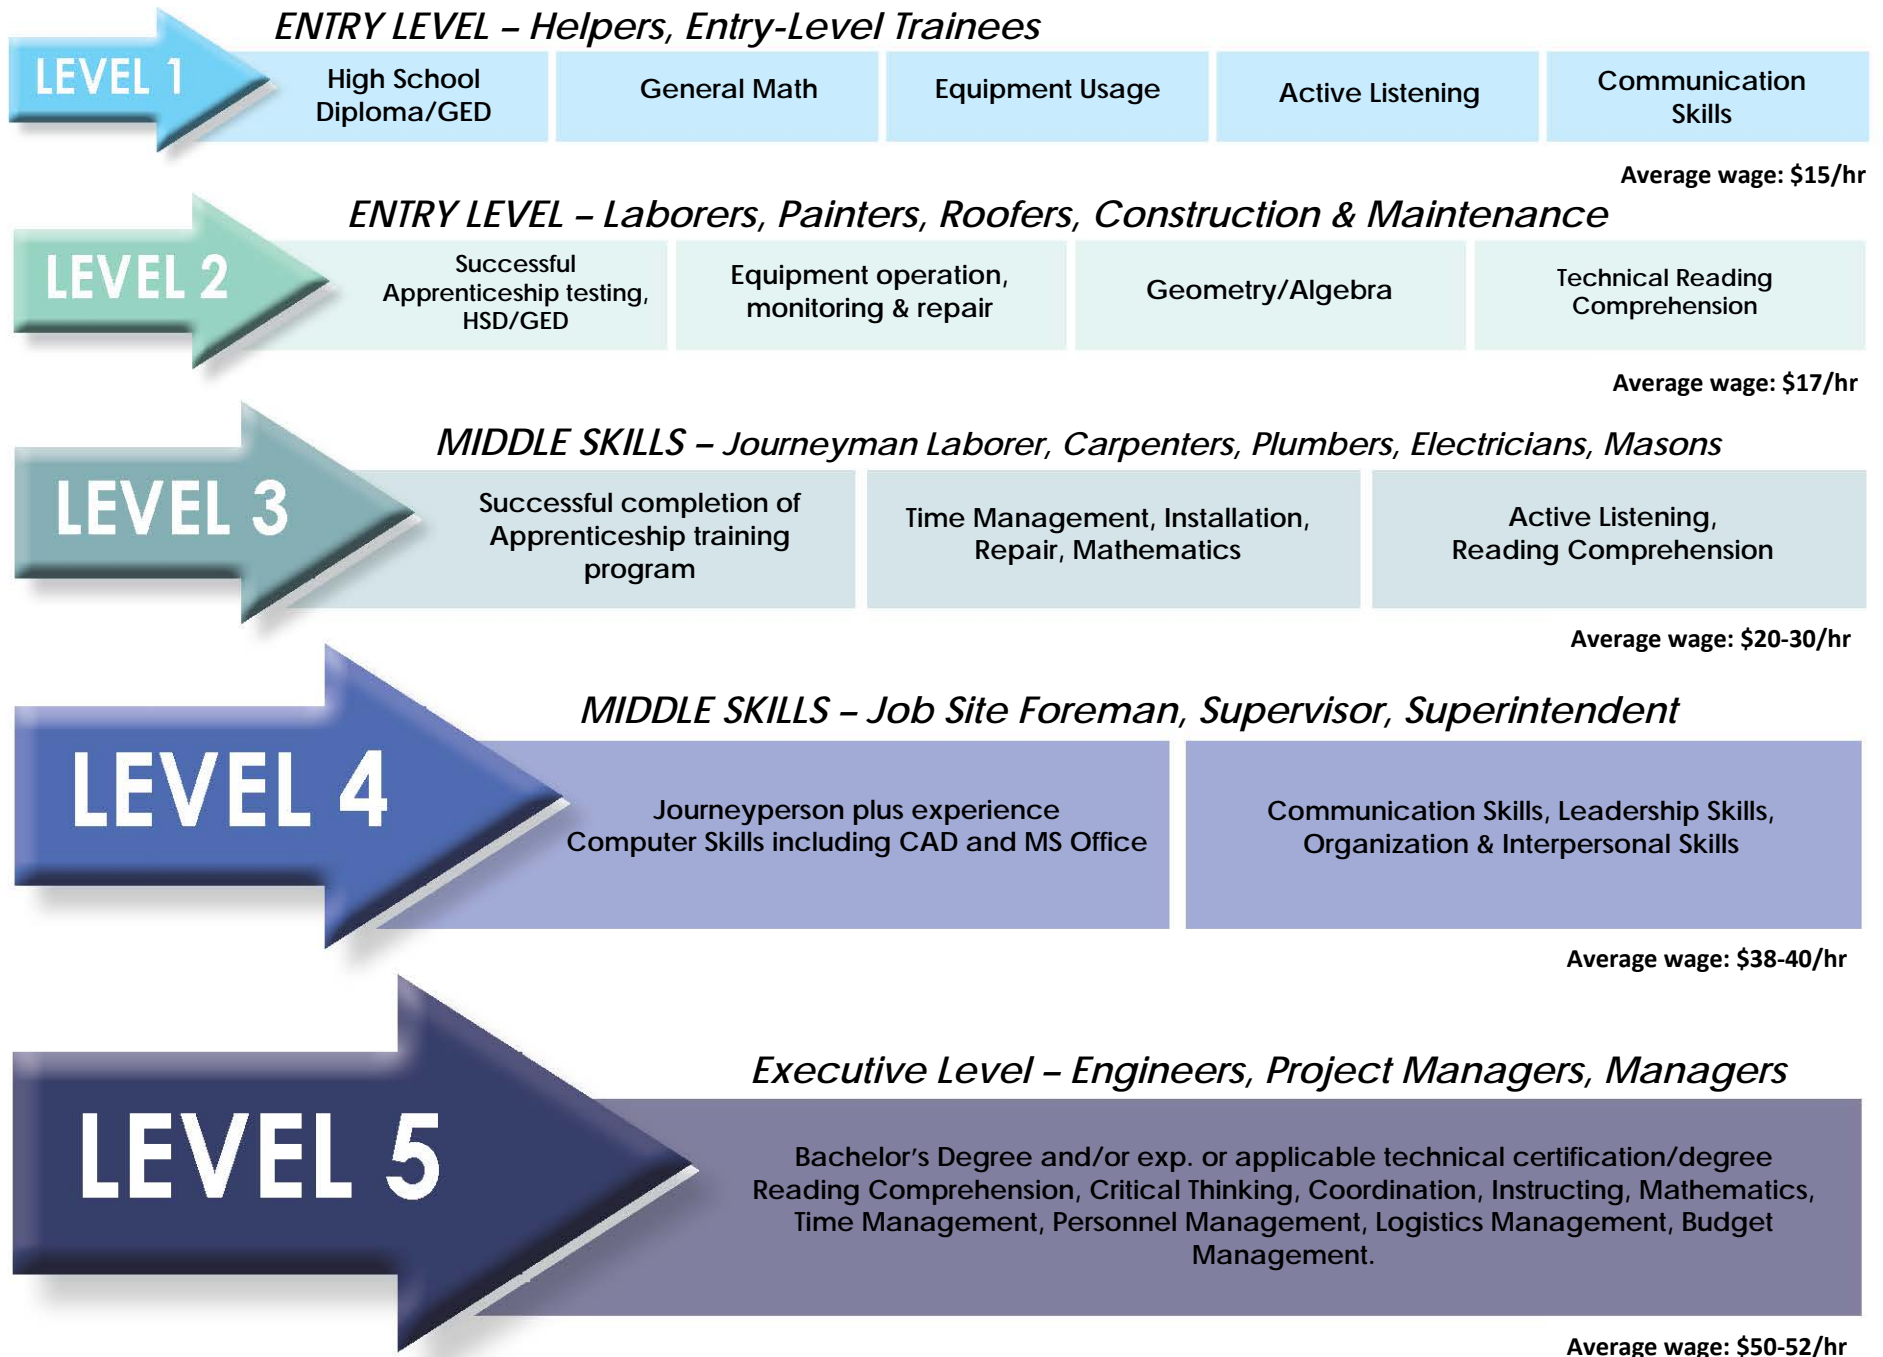 ENTRY LEVEL – Helpers, Entry-Level Trainees
LEVEL 1
High School
Diploma/GED
General Math
Equipment Usage
Active Listening
Communication
Skills
Average wage: $15/hr
ENTRY LEVEL – Laborers, Painters, Roofers, Construction & Maintenance
LEVEL 2
Successful
Apprenticeship testing,
HSD/GED
Equipment operation,
monitoring & repair
Geometry/Algebra
Technical Reading
Comprehension
Average wage: $17/hr
MIDDLE SKILLS – Journeyman Laborer, Carpenters, Plumbers, Electricians, Masons
LEVEL 3
Successful completion of
Apprenticeship training
program
Time Management, Installation,
Repair, Mathematics
Active Listening,
Reading Comprehension
Average wage: $20-30/hr
MIDDLE SKILLS – Job Site Foreman, Supervisor, Superintendent
LEVEL 4
Journeyperson plus experience
Computer Skills including CAD and MS Office
Communication Skills, Leadership Skills,
Organization & Interpersonal Skills
Average wage: $38-40/hr
Executive Level – Engineers, Project Managers, Managers
LEVEL 5
Bachelor's Degree and/or exp. or applicable technical certification/degree
Reading Comprehension, Critical Thinking, Coordination, Instructing, Mathematics,
Time Management, Personnel Management, Logistics Management, Budget
Management.
Average wage: $50-52/hr